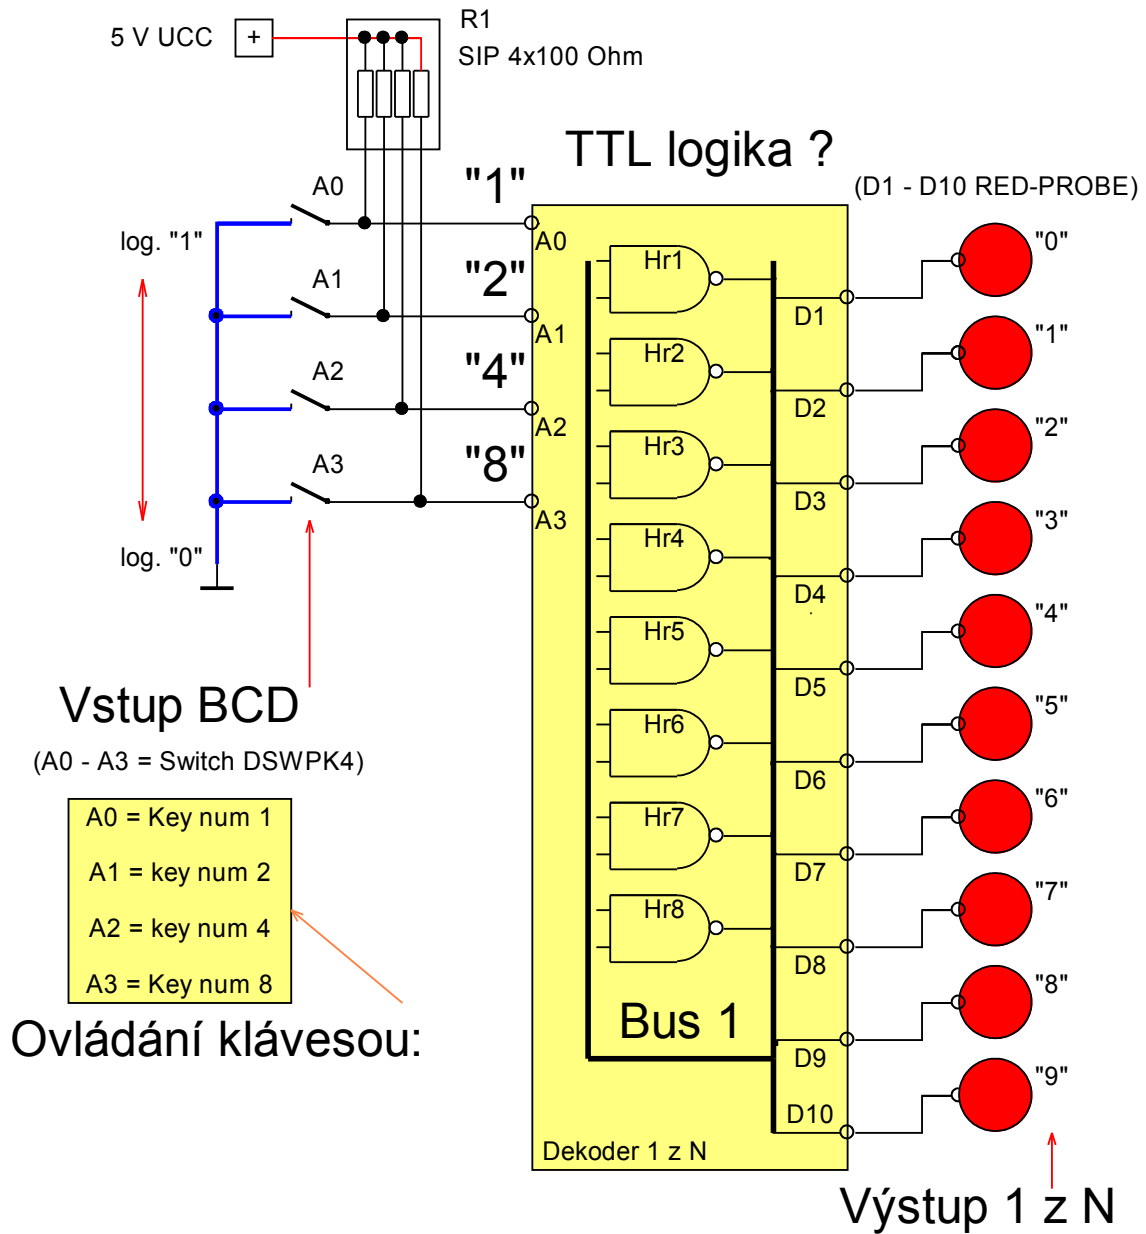 5 V UCC
+
R1
SIP 4x100 Ohm
TTL logika ?
(D1 - D10 RED-PROBE)
log. "1"
log. "0"
A0
"1"
A1
"2"
A2
"4"
A3
"8"
A0
A1
A2
A3
Hr1
Hr2
Hr3
Hr4
Hr5
Hr6
Hr7
Hr8
Bus 1
Dekoder 1 z N
D1
D2
D3
D4
D5
D6
D7
D8
D9
D10
"0"
"1"
"2"
"3"
"4"
"5"
"6"
"7"
"8"
"9"
Vstup BCD
(A0 - A3 = Switch DSWPK4)
A0 = Key num 1
A1 = key num 2
A2 = key num 4
A3 = Key num 8
Ovládání klávesou:
Výstup 1 z N